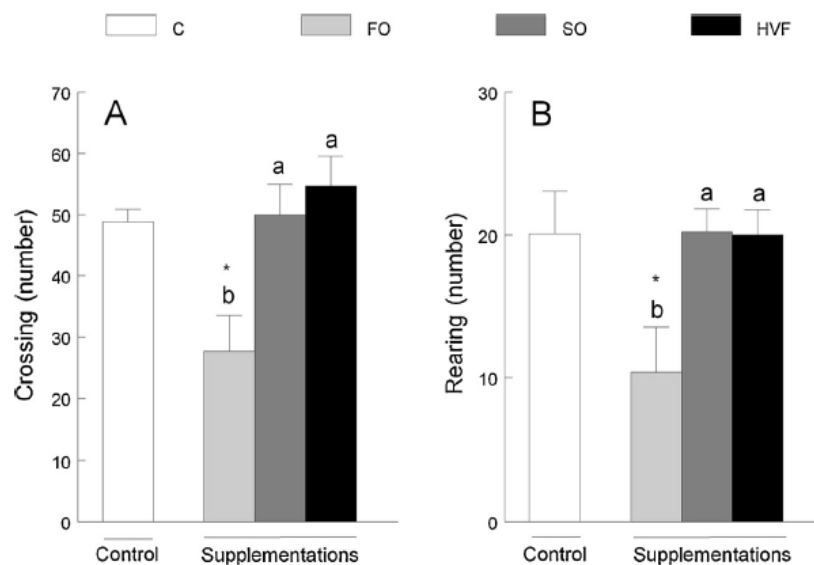 C FO SO HVF
A
Crossing (number)
70
60
50
40
30
20
10
0
*
b
a
a
Control Supplementations
B
Rearing (number)
30
20
10
0
*
b
a
a
Control Supplementations